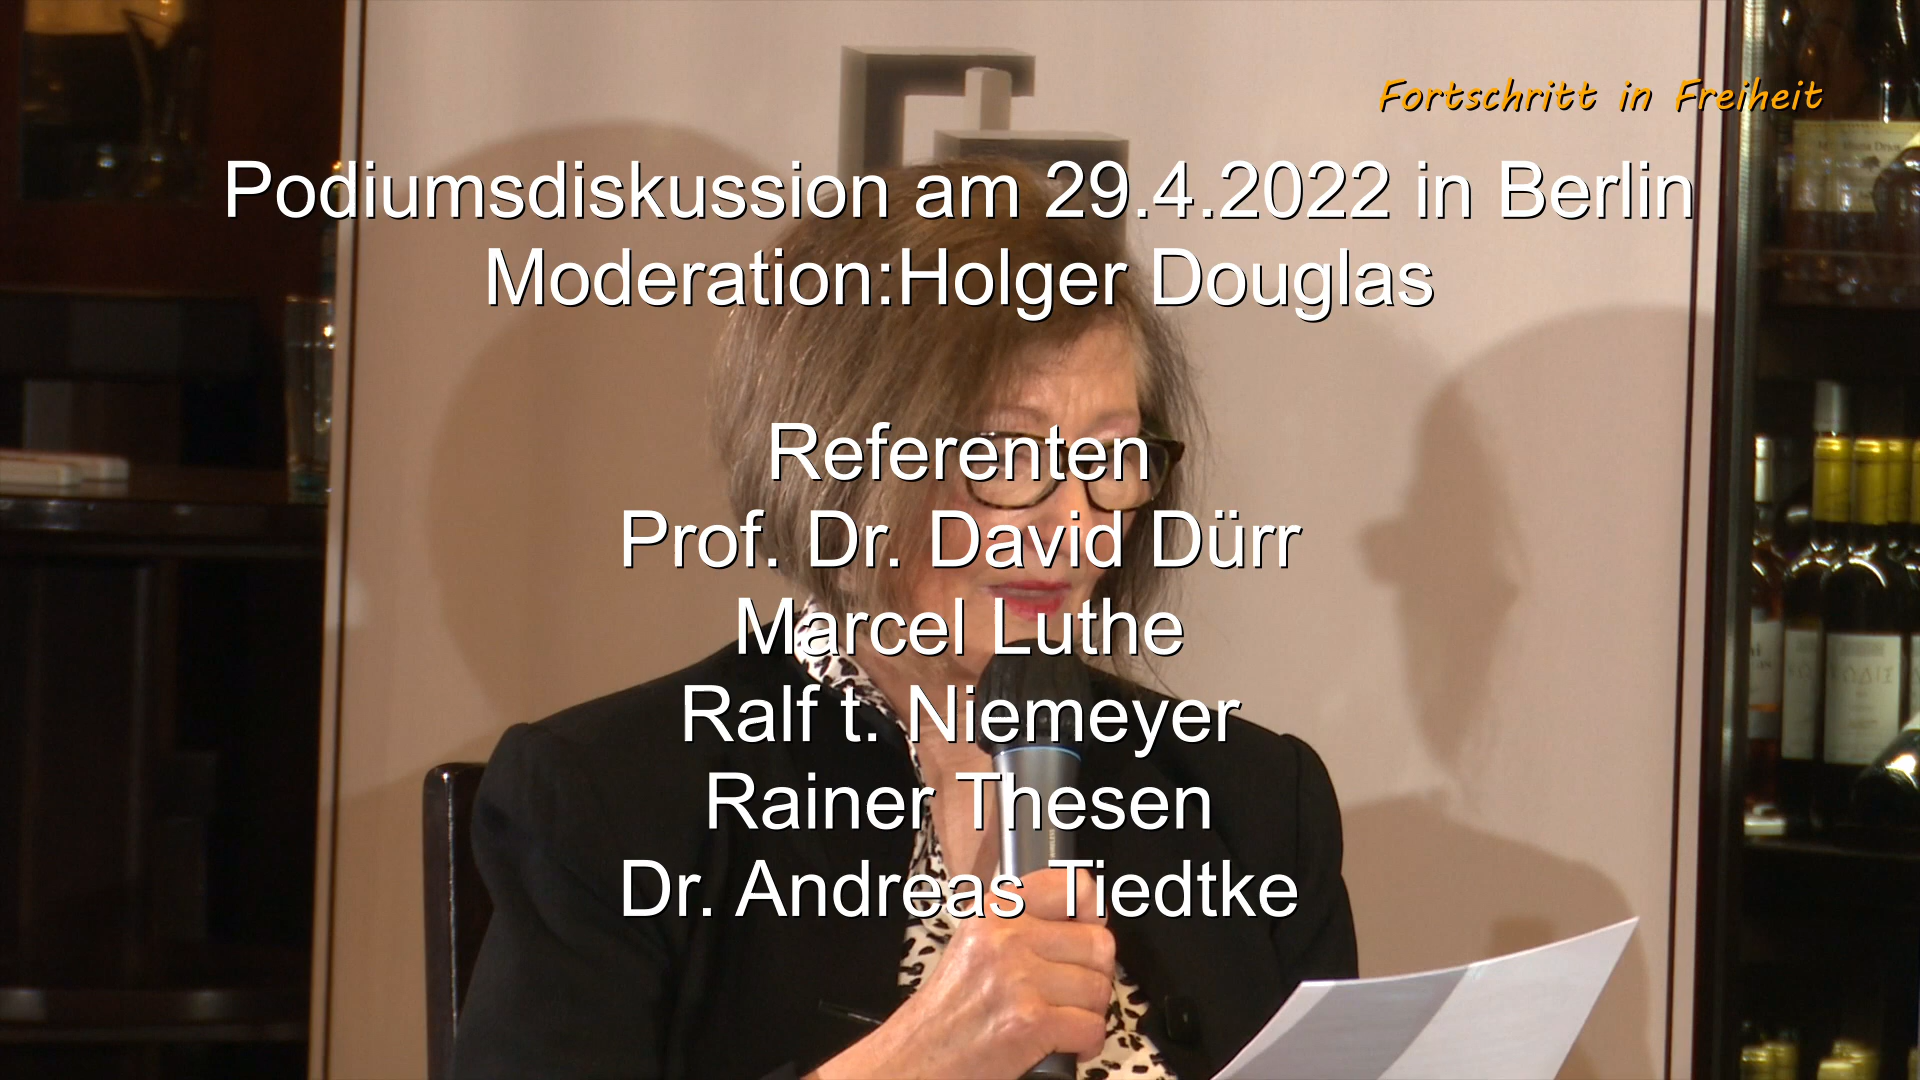 Fortschritt in Freiheit
Podiumsdiskussion am 29.4.2022 in Berlin
Moderation:Holger Douglas
Referenten
Prof. Dr. David Dürr
Marcel Luthe
Ralf t. Niemeyer
Rainer Thesen
Dr. Andreas Tiedtke